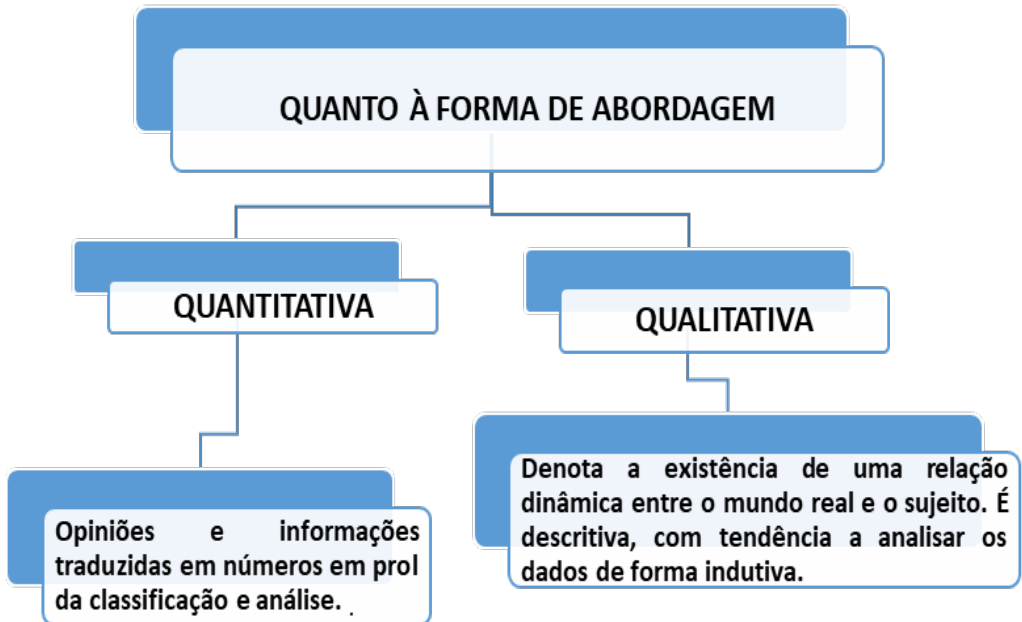 QUANTO À FORMA DE ABORDAGEM
QUANTITATIVA
QUALITATIVA
Opiniões e informações
traduzidas em números em prol
da classificação e análise. .
Denota a existência de uma relação
dinâmica entre o mundo real e o sujeito. É
descritiva, com tendência a analisar os
dados de forma indutiva.